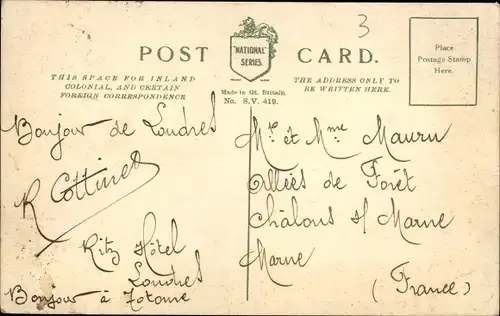 POST CARD.
"NATIONAL"
SERIES.
3
Place
Postage Stamp
Here.
THIS SPACE FOR INLAND
COLONIAL, AND CERTAIN
FOREIGN CORRESPONDENCE
Made in Gt. Britain.
No. S.V. 419.
THE ADDRESS ONLY TO
BE WRITTEN HERE.
Bonjour de Londres
R Cottinet
Ritz Hôtel
Londres
Bonjour à
Mr et Mme
Allées de Forêt
Châlons s/ Marne
Marne
(France)